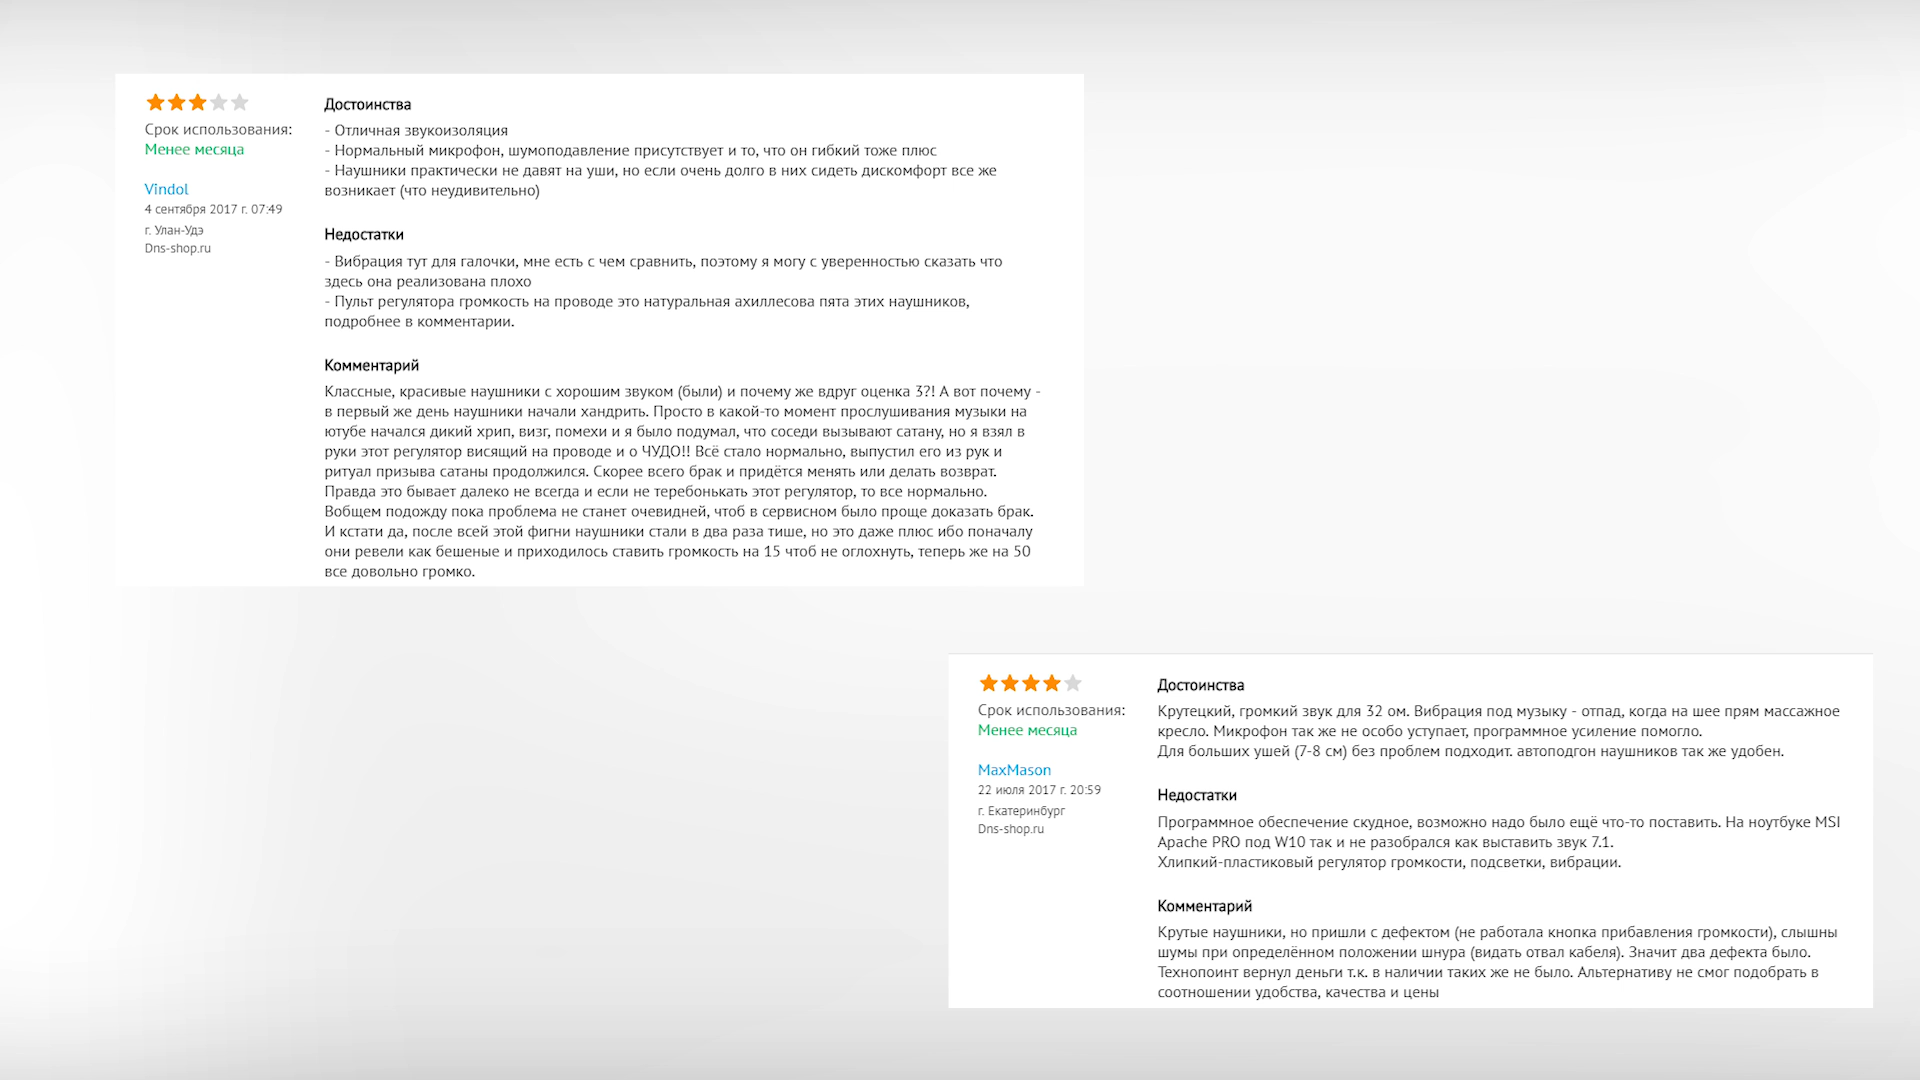 Срок использования:
Менее месяца
Vindol
4 сентября 2017 г. 07:49
г. Улан-Удэ
Dns-shop.ru
Достоинства
- Отличная звукоизоляция
- Нормальный микрофон, шумоподавление присутствует и то, что он гибкий тоже плюс
- Наушники практически не давят на уши, но если очень долго в них сидеть дискомфорт все же
возникает (что неудивительно)
Недостатки
- Вибрация тут для галочки, мне есть с чем сравнить, поэтому я могу с уверенностью сказать что
здесь она реализована плохо
- Пульт регулятора громкость на проводе это натуральная ахиллесова пята этих наушников,
подробнее в комментарии.
Комментарий
Классные, красивые наушники с хорошим звуком (были) и почему же вдруг оценка 3?! А вот почему -
в первый же день наушники начали хандрить. Просто в какой-то момент прослушивания музыки на
ютубе начался дикий хрип, визг, помехи и я было подумал, что соседи вызывают сатану, но я взял в
руки этот регулятор висящий на проводе и о ЧУДО!! Всё стало нормально, выпустил его из рук и
ритуал призыва сатаны продолжился. Скорее всего брак и придётся менять или делать возврат.
Правда это бывает далеко не всегда и если не теребонькать этот регулятор, то все нормально.
Вобщем подожду пока проблема не станет очевидней, чтоб в сервисном было проще доказать брак.
И кстати да, после всей этой фигни наушники стали в два раза тише, но это даже плюс ибо поначалу
они ревели как бешеные и приходилось ставить громкость на 15 чтоб не оглохнуть, теперь же на 50
все довольно громко.
Срок использования:
Менее месяца
MaxMason
22 июля 2017 г. 20:59
г. Екатеринбург
Dns-shop.ru
Достоинства
Крутецкий, громкий звук для 32 ом. Вибрация под музыку - отпад, когда на шее прям массажное
кресло. Микрофон так же не особо уступает, программное усиление помогло.
Для больших ушей (7-8 см) без проблем подходит. автоподгон наушников так же удобен.
Недостатки
Программное обеспечение скудное, возможно надо было ещё что-то поставить. На ноутбуке MSI
Apache PRO под W10 так и не разобрался как выставить звук 7.1.
Хлипкий-пластиковый регулятор громкости, подсветки, вибрации.
Комментарий
Крутые наушники, но пришли с дефектом (не работала кнопка прибавления громкости), слышны
шумы при определённом положении шнура (видать отвал кабеля). Значит два дефекта было.
Технопоинт вернул деньги т.к. в наличии таких же не было. Альтернативу не смог подобрать в
соотношении удобства, качества и цены